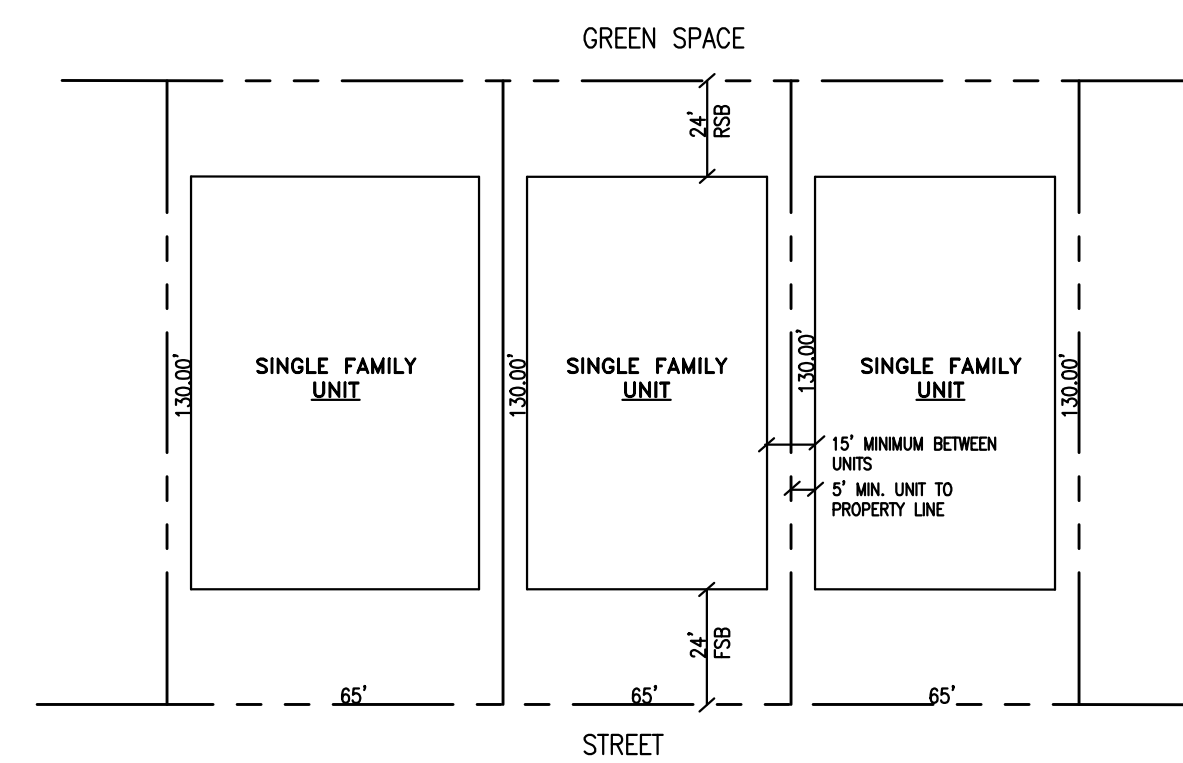 GREEN SPACE
24'
RSB
SINGLE FAMILY
UNIT
SINGLE FAMILY
UNIT
SINGLE FAMILY
UNIT
130.00'
130.00'
130.00'
130.00'
15' MINIMUM BETWEEN
UNITS
5' MIN. UNIT TO
PROPERTY LINE
24'
FSB
65'
65'
65'
STREET